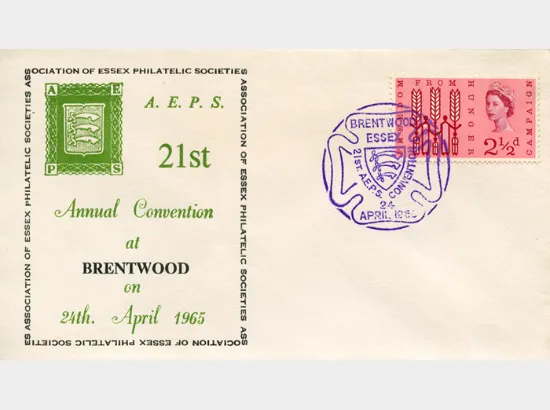 ASSOCIATION OF ESSEX PHILATELIC SOCIETIES
ASSOCIATION OF ESSEX PHILATELIC SOCIETIES
ASSOCIATION OF ESSEX PHILATELIC SOCIETIES
ASSOCIATION OF ESSEX PHILATELIC SOCIETIES
A E
P S
A. E. P. S.
21st
Annual Convention
at
BRENTWOOD
on
24th. April 1965
BRENTWOOD
ESSEX
21ST. A.E.P.S. CONVENTION
24
APRIL 1965
FREEDOM FROM HUNGER CAMPAIGN
2½d